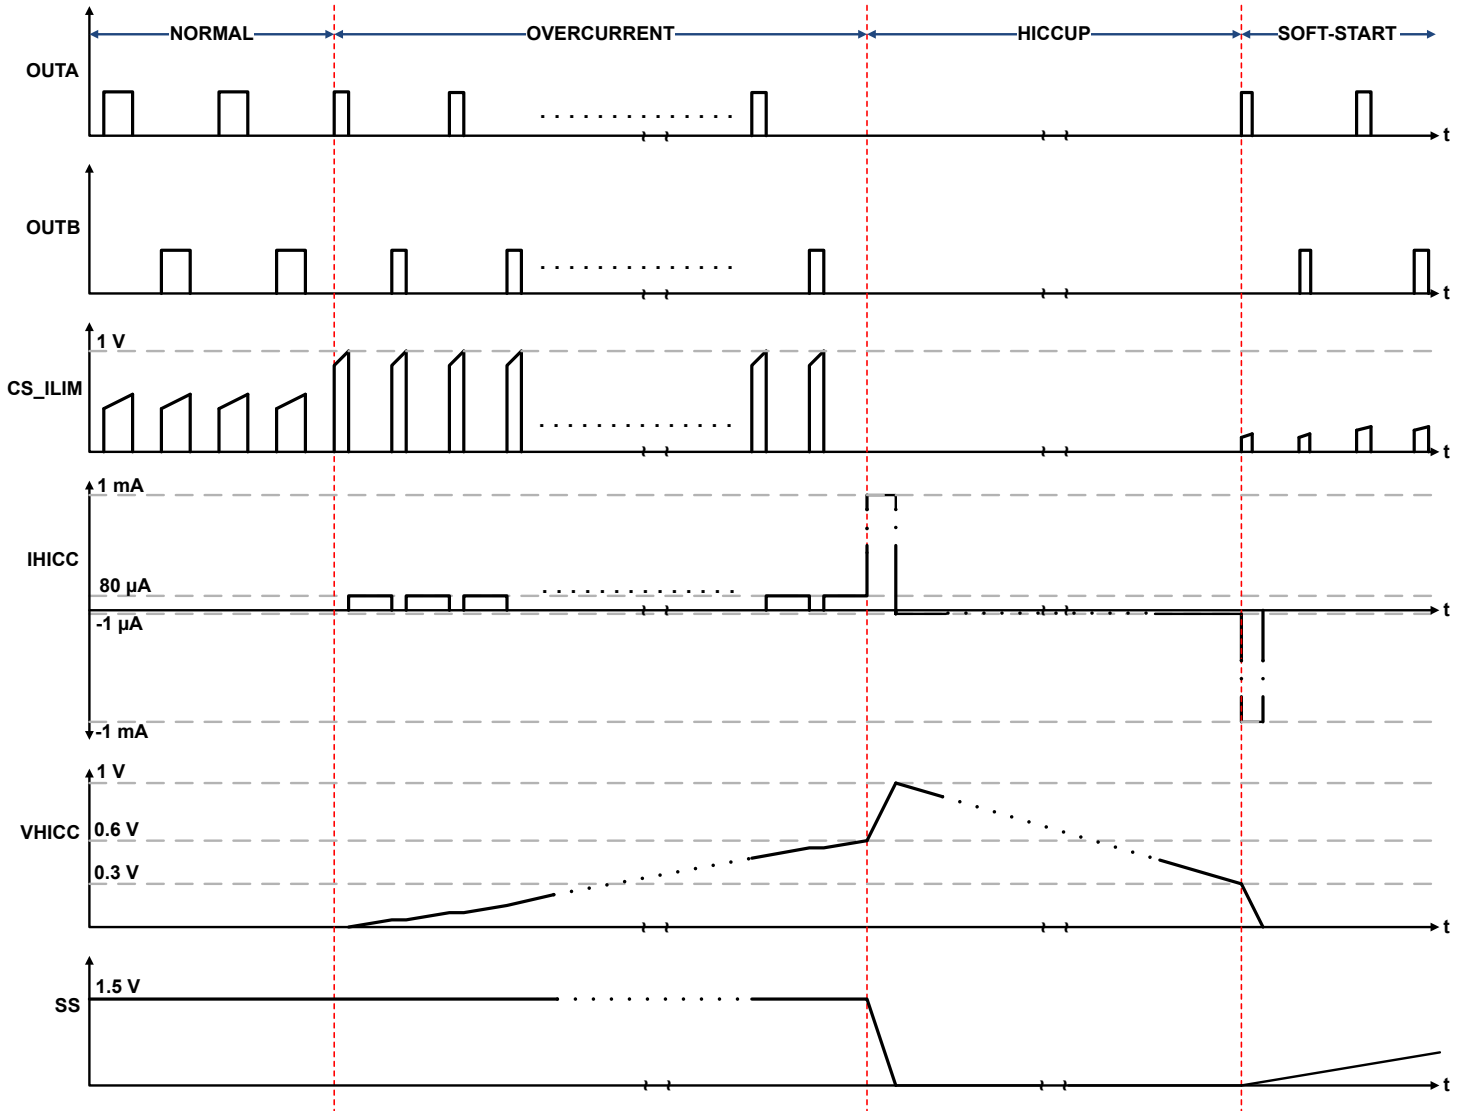 NORMAL OVERCURRENT HICCUP SOFT-START
OUTA
t
OUTB
t
1 V
CS_ILIM
t
1 mA
IHICC
80 µA
t
-1 µA
-1 mA
1 V
VHICC
0.6 V
0.3 V
t
1.5 V
SS
t